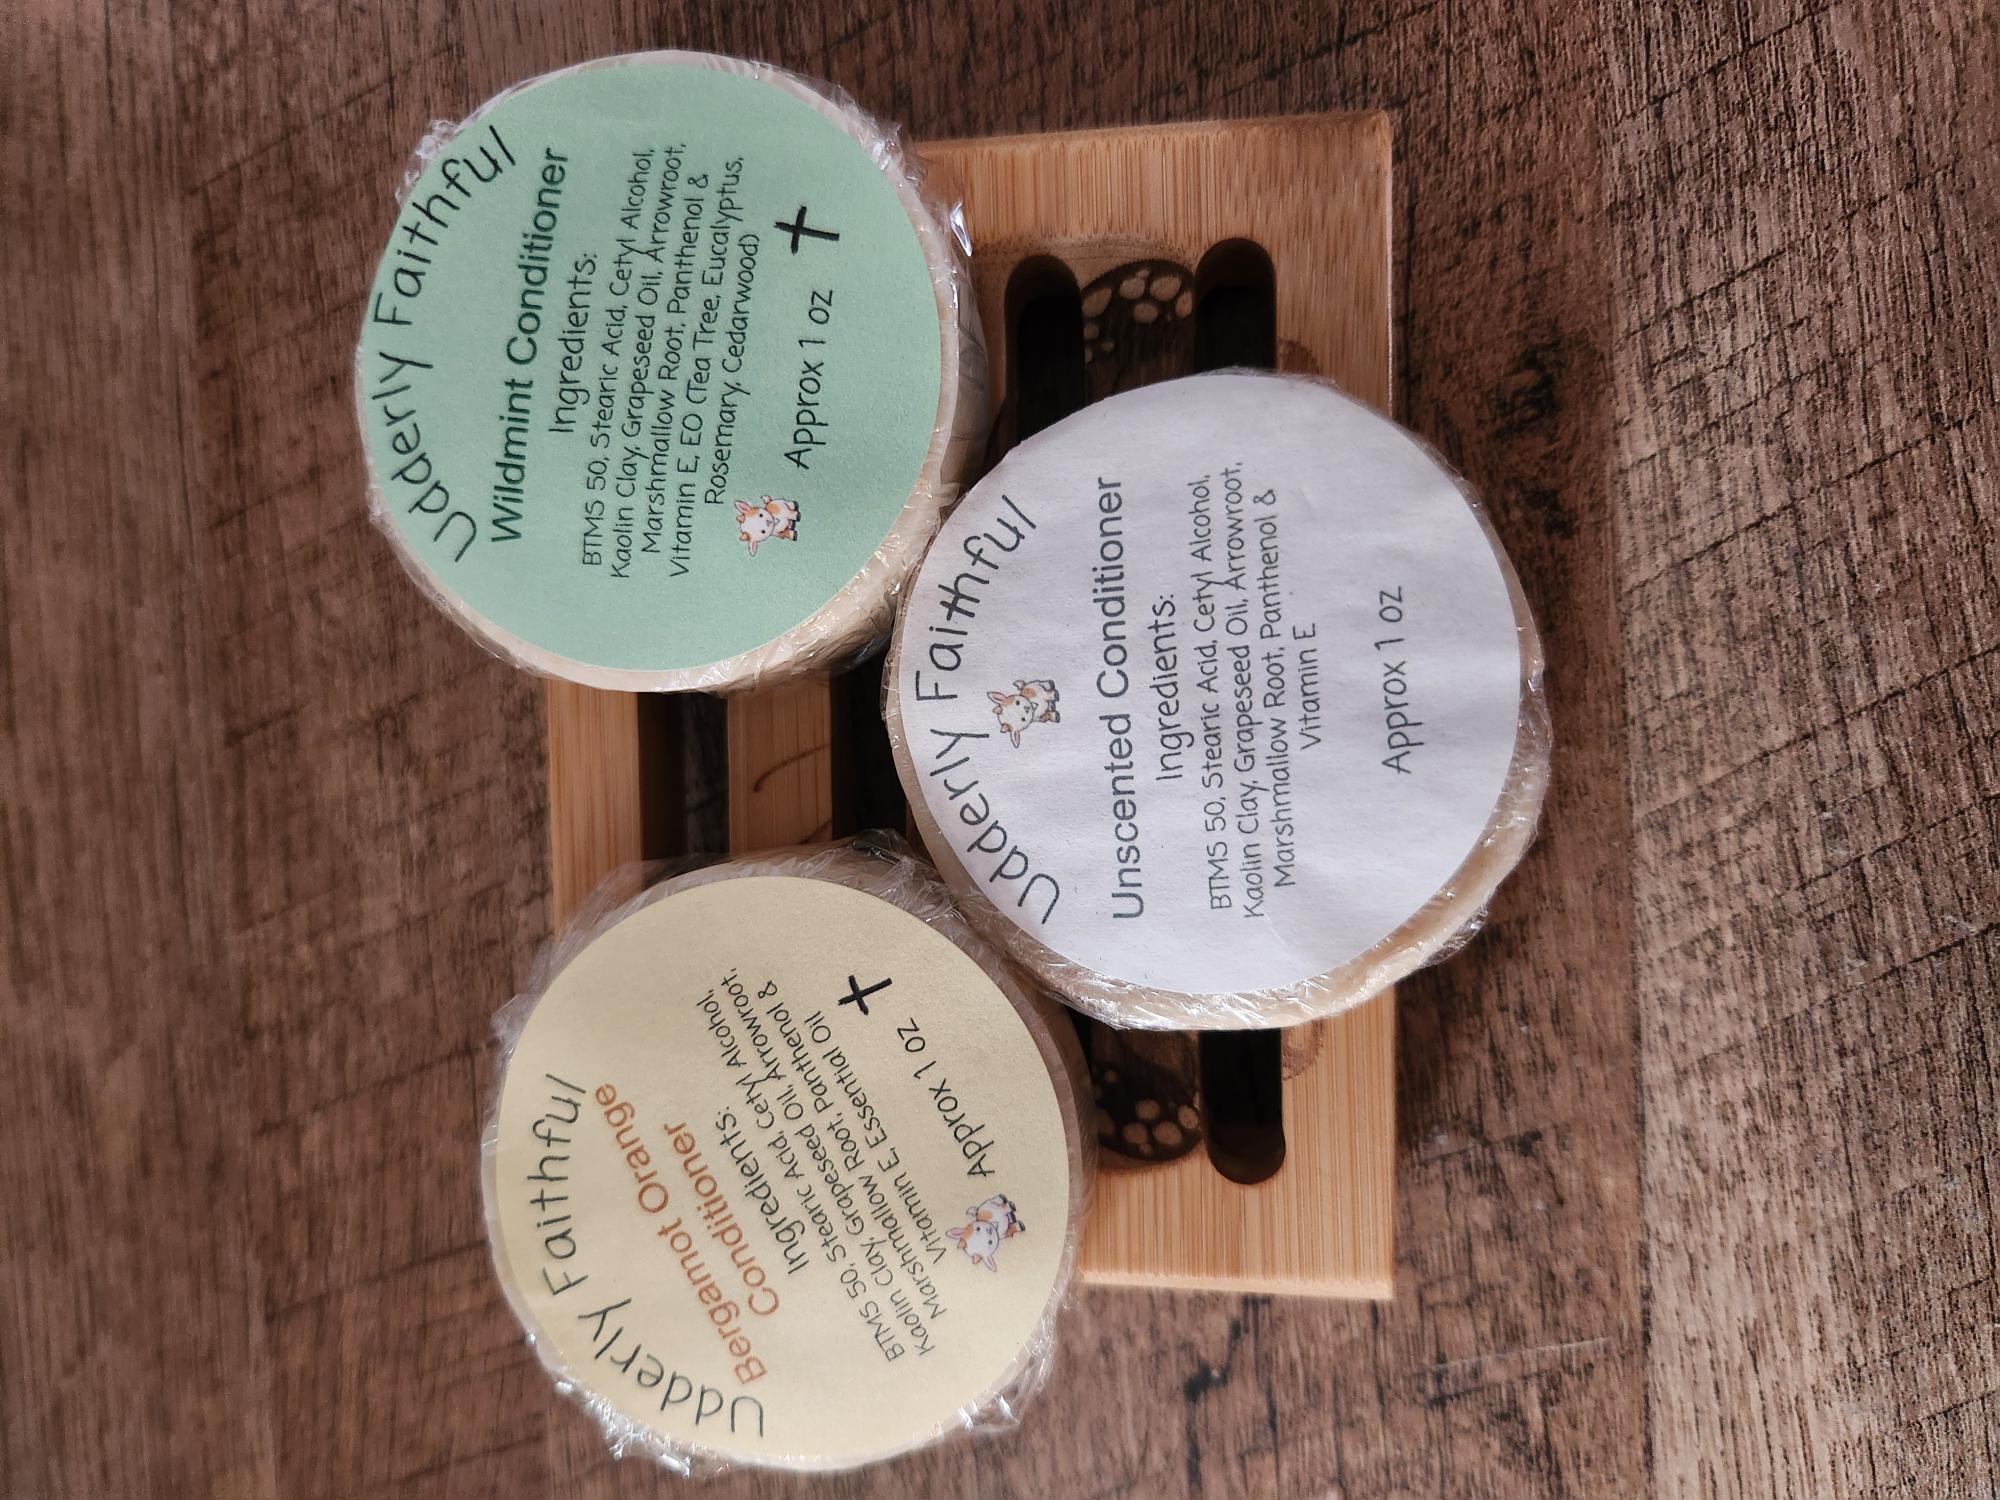 Udderly Faithful
Wildmint Conditioner
Ingredients:
BTMS 50, Stearic Acid, Cetyl Alcohol,
Kaolin Clay, Grapeseed Oil, Arrowroot,
Marshmallow Root, Panthenol &
Vitamin E, EO (Tea Tree, Eucalyptus,
Rosemary, Cedarwood)
Approx 1 oz +
Udderly Faithful
Bergamot Orange
Conditioner
Ingredients:
BTMS 50, Stearic Acid, Cetyl Alcohol,
Kaolin Clay, Grapeseed Oil, Arrowroot,
Marshmallow Root, Panthenol &
Vitamin E, Essential Oil
Approx 1 oz +
Udderly Faithful
Unscented Conditioner
Ingredients:
BTMS 50, Stearic Acid, Cetyl Alcohol,
Kaolin Clay, Grapeseed Oil, Arrowroot,
Marshmallow Root, Panthenol &
Vitamin E
Approx 1 oz